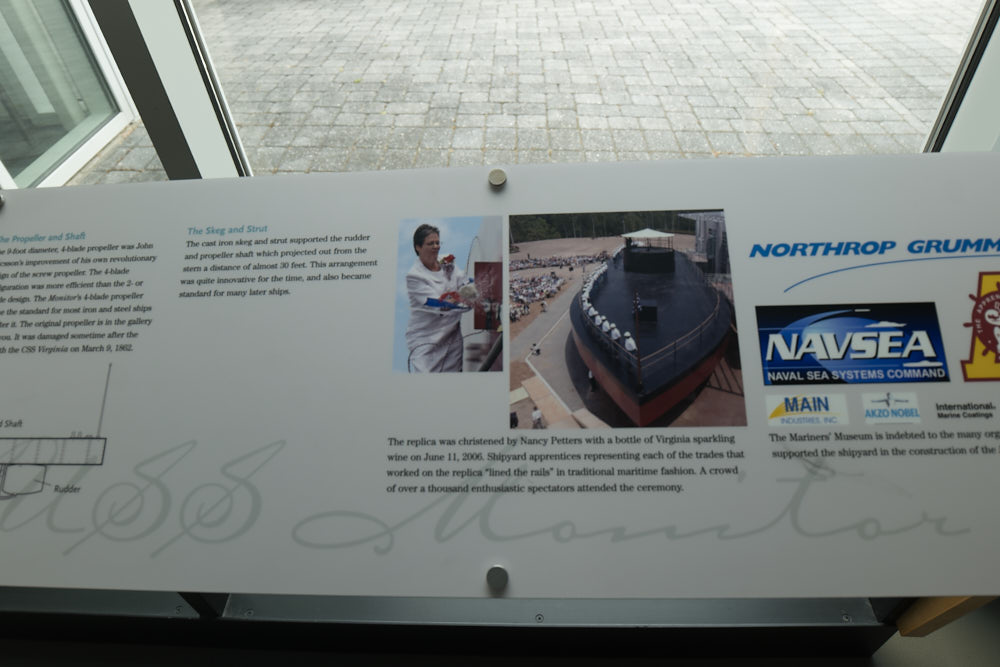 The Propeller and Shaft
9-foot diameter, 4-blade propeller was John
improvement of his own revolutionary
of the screw propeller. The 4-blade
was more efficient than the 2- or
design. The Monitor's 4-blade propeller
the standard for most iron and steel ships
it. The original propeller is in the gallery
It was damaged sometime after the
the CSS Virginia on March 9, 1862.
Shaft
Rudder
The Skeg and Strut
The cast iron skeg and strut supported the rudder
and propeller shaft which projected out from the
stern a distance of almost 30 feet. This arrangement
was quite innovative for the time, and also became
standard for many later ships.
The replica was christened by Nancy Petters with a bottle of Virginia sparkling
wine on June 11, 2006. Shipyard apprentices representing each of the trades that
worked on the replica "lined the rails" in traditional maritime fashion. A crowd
of over a thousand enthusiastic spectators attended the ceremony.
NORTHROP GRUMM
NAVSEA
NAVAL SEA SYSTEMS COMMAND
THE APPRE
MAIN
INDUSTRIES, INC
AKZO NOBEL
International.
Marine Coatings
The Mariners' Museum is indebted to the many
supported the shipyard in the construction of the
USS Monitor